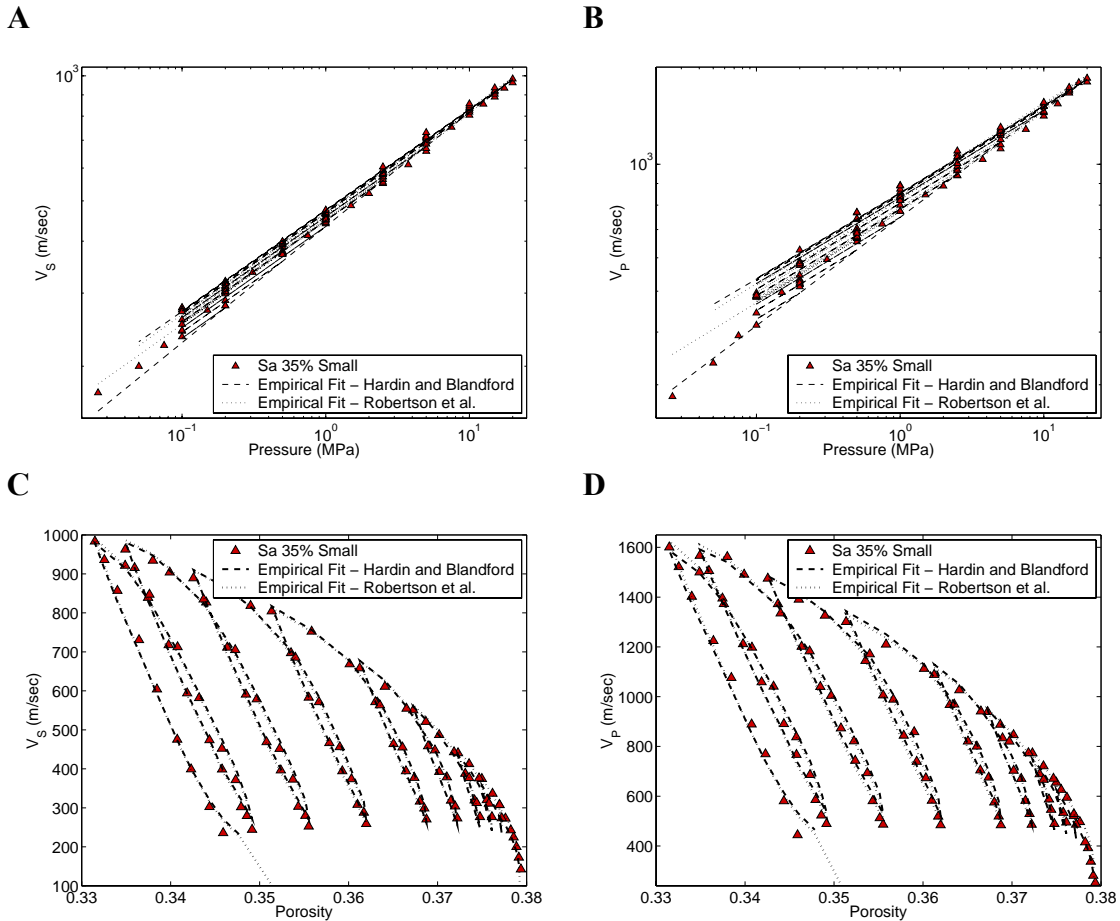 A
B
10³
V_S (m/sec)
Sa 35% Small
Empirical Fit – Hardin and Blandford
Empirical Fit – Robertson et al.
10⁻¹ 10⁰ 10¹
Pressure (MPa)
10³
V_P (m/sec)
Sa 35% Small
Empirical Fit – Hardin and Blandford
Empirical Fit – Robertson et al.
10⁻¹ 10⁰ 10¹
Pressure (MPa)
C
D
1000
900
800
700
600
500
400
300
200
100
V_S (m/sec)
Sa 35% Small
Empirical Fit – Hardin and Blandford
Empirical Fit – Robertson et al.
0.33 0.34 0.35 0.36 0.37 0.38
Porosity
1600
1400
1200
1000
800
600
400
V_P (m/sec)
Sa 35% Small
Empirical Fit – Hardin and Blandford
Empirical Fit – Robertson et al.
0.33 0.34 0.35 0.36 0.37 0.38
Porosity